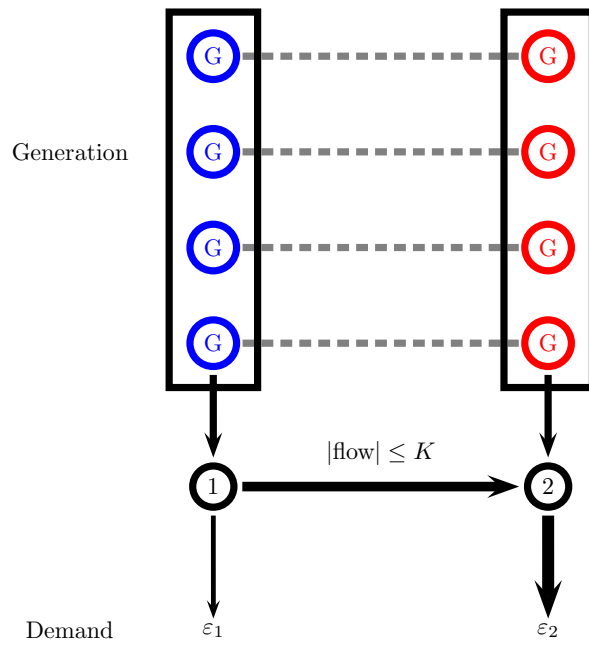 G G
Generation G G
G G
G G
|flow| ≤ K
1 2
Demand ε₁ ε₂